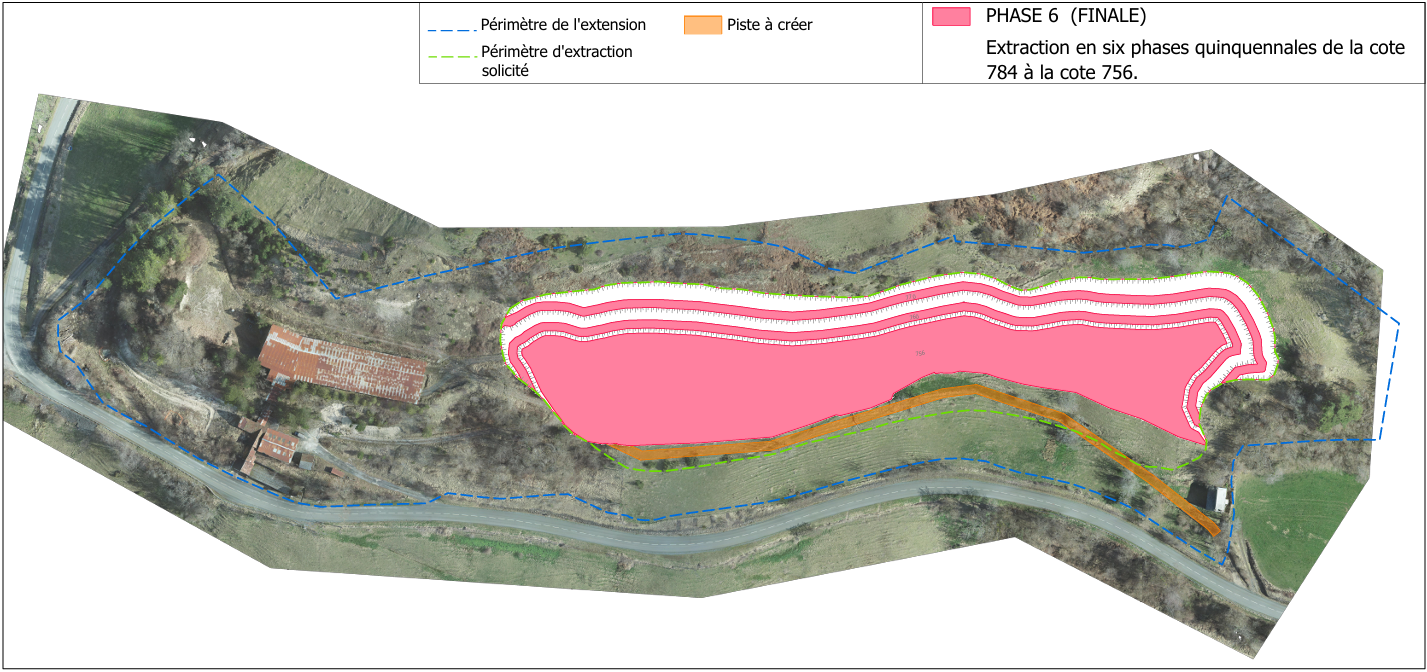 Périmètre de l'extension
Piste à créer
Périmètre d'extraction
solicité
PHASE 6  (FINALE)
Extraction en six phases quinquennales de la cote
784 à la cote 756.